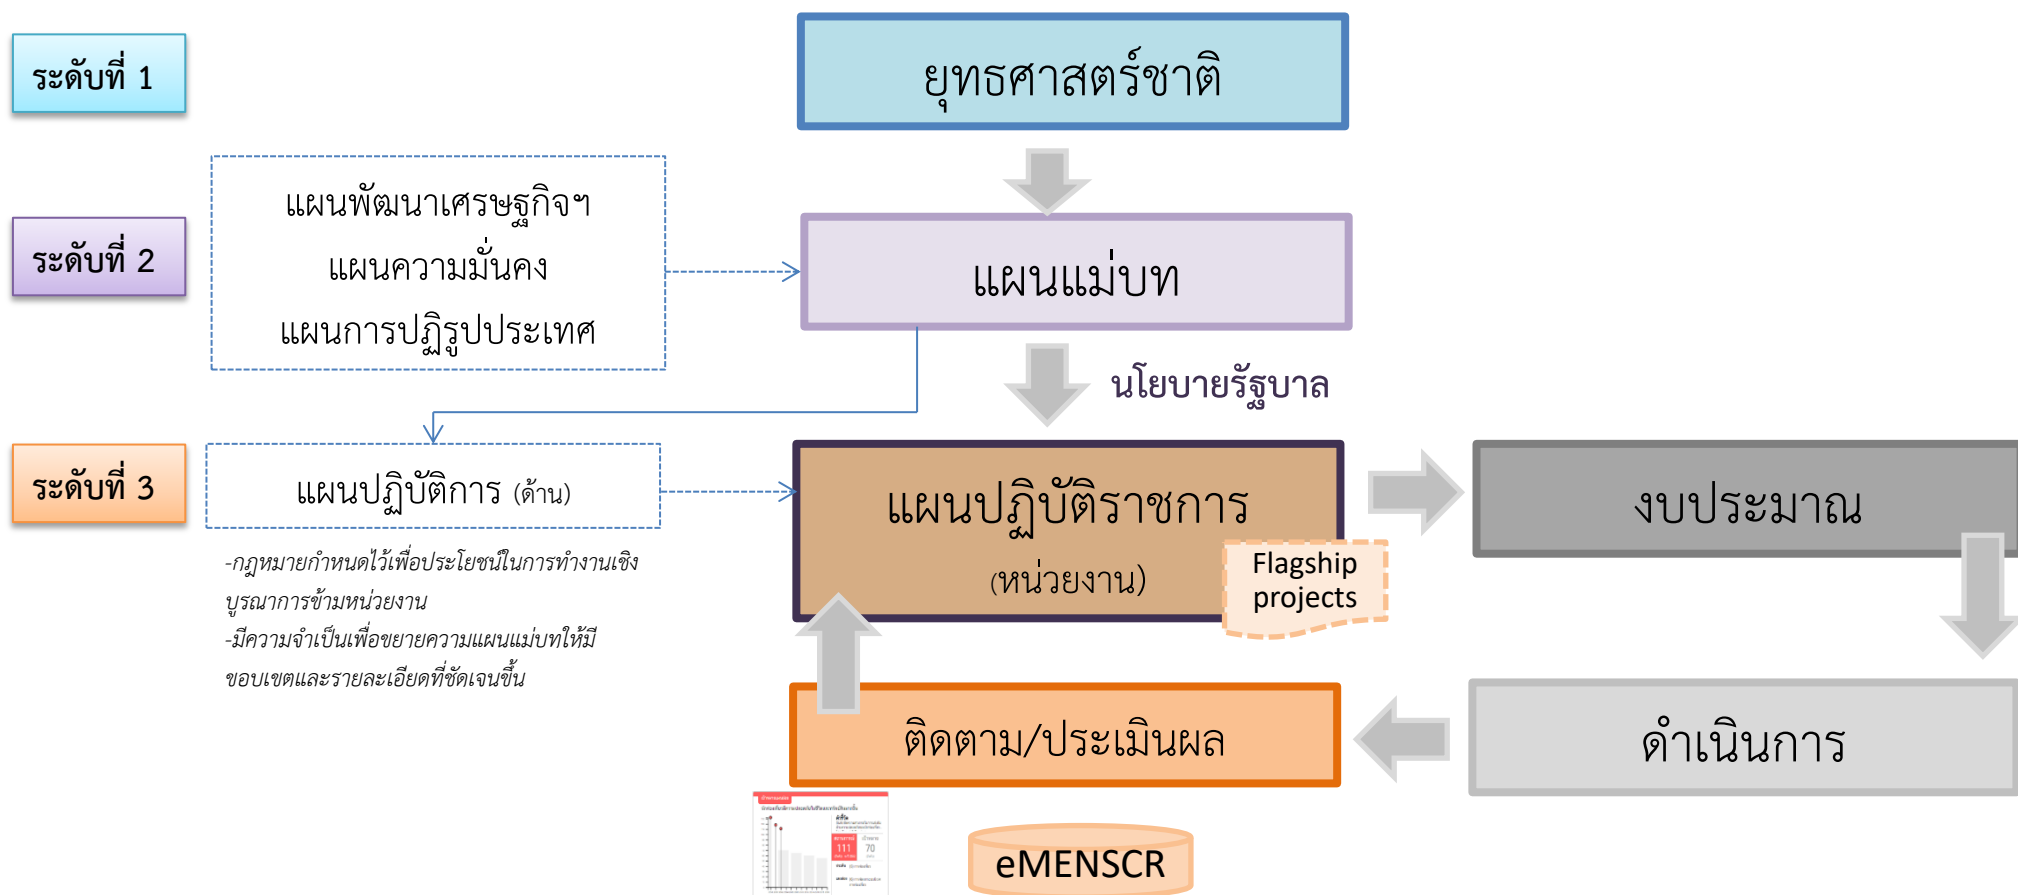 ระดับที่ 1
ยุทธศาสตร์ชาติ
ระดับที่ 2
แผนพัฒนาเศรษฐกิจฯ
แผนความมั่นคง
แผนการปฏิรูปประเทศ
แผนแม่บท
นโยบายรัฐบาล
ระดับที่ 3
แผนปฏิบัติการ (ด้าน)
-กฎหมายกำหนดไว้เพื่อประโยชน์ในการทำงานเชิง
บูรณาการข้ามหน่วยงาน
-มีความจำเป็นเพื่อขยายความแผนแม่บทให้มี
ขอบเขตและรายละเอียดที่ชัดเจนขึ้น
แผนปฏิบัติราชการ
(หน่วยงาน)
Flagship
projects
งบประมาณ
ติดตาม/ประเมินผล
ดำเนินการ
111
70
eMENSCR